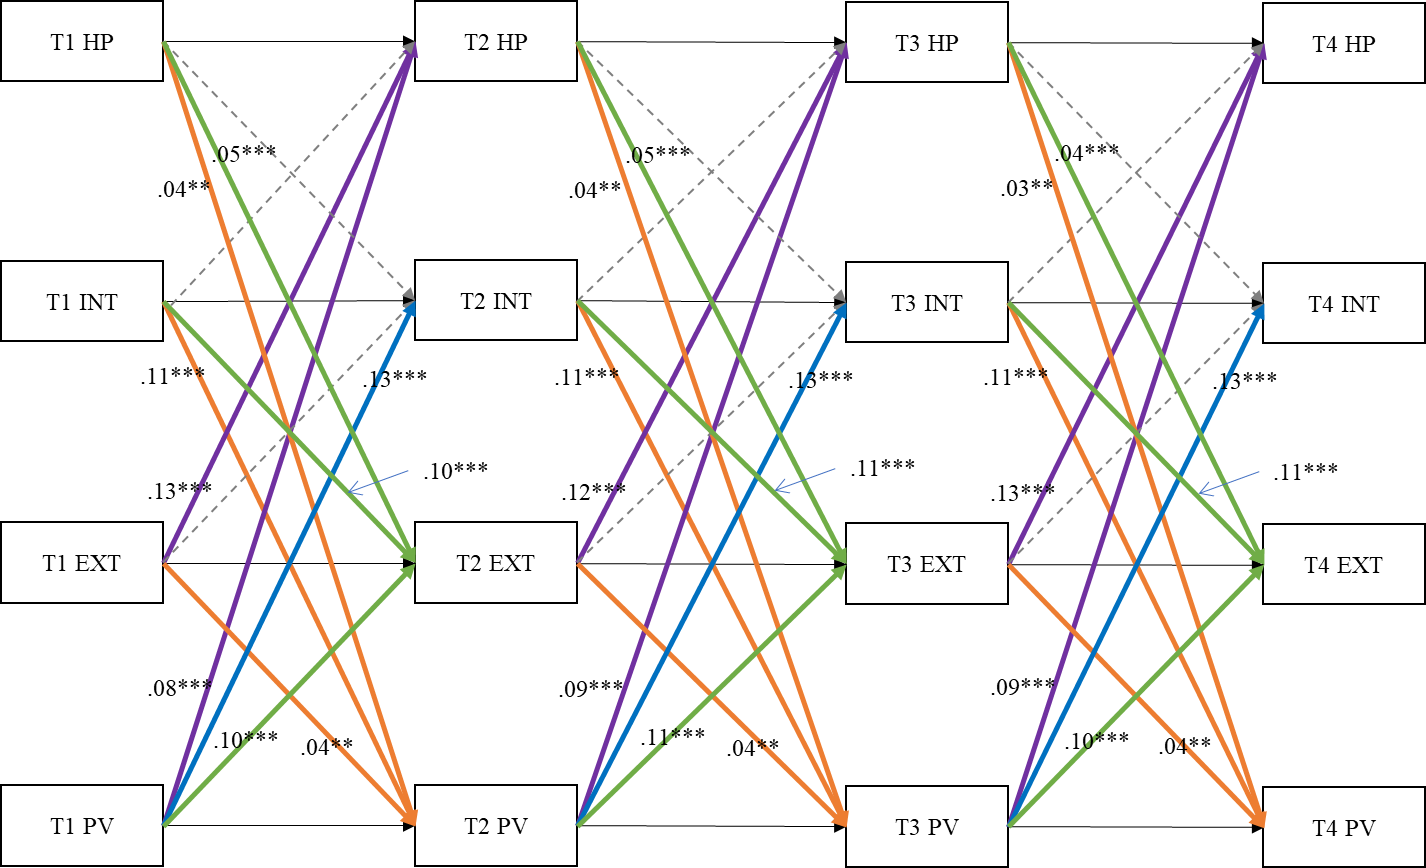 T1 HP
T2 HP
T3 HP
T4 HP
.05***
.05***
.04***
.04**
.04**
.03**
T1 INT
T2 INT
T3 INT
T4 INT
.11***
.13***
.11***
.13***
.11***
.13***
.10***
.11***
.11***
.13***
.12***
.13***
T1 EXT
T2 EXT
T3 EXT
T4 EXT
.08***
.09***
.09***
.10***
.04**
.11***
.04**
.10***
.04**
T1 PV
T2 PV
T3 PV
T4 PV